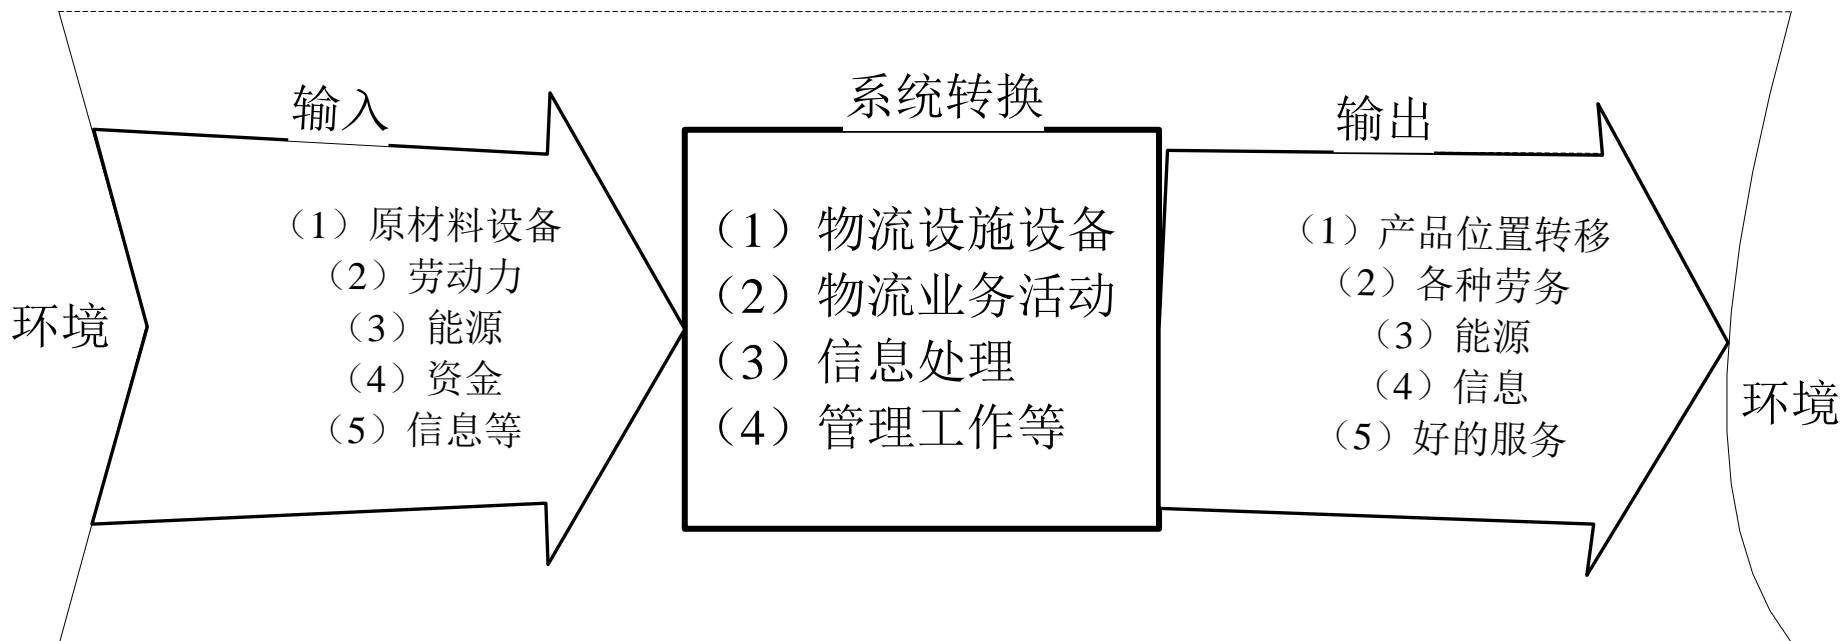 环境
输入
（1）原材料设备
（2）劳动力
（3）能源
（4）资金
（5）信息等
系统转换
（1）物流设施设备
（2）物流业务活动
（3）信息处理
（4）管理工作等
输出
（1）产品位置转移
（2）各种劳务
（3）能源
（4）信息
（5）好的服务
环境